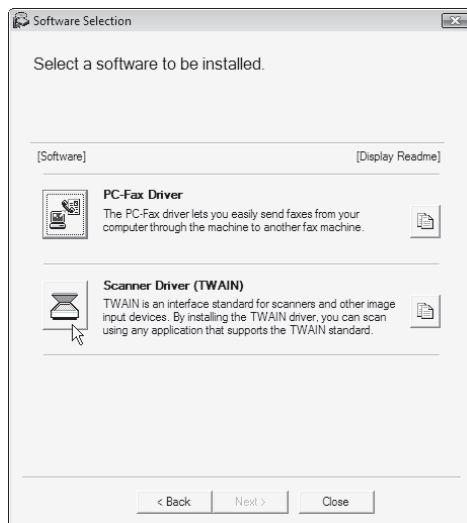 Software Selection
Select a software to be installed.
[Software] [Display Readme]
PC-Fax Driver
The PC-Fax driver lets you easily send faxes from your
computer through the machine to another fax machine.
Scanner Driver (TWAIN)
TWAIN is an interface standard for scanners and other image
input devices. By installing the TWAIN driver, you can scan
using any application that supports the TWAIN standard.
< Back Next > Close